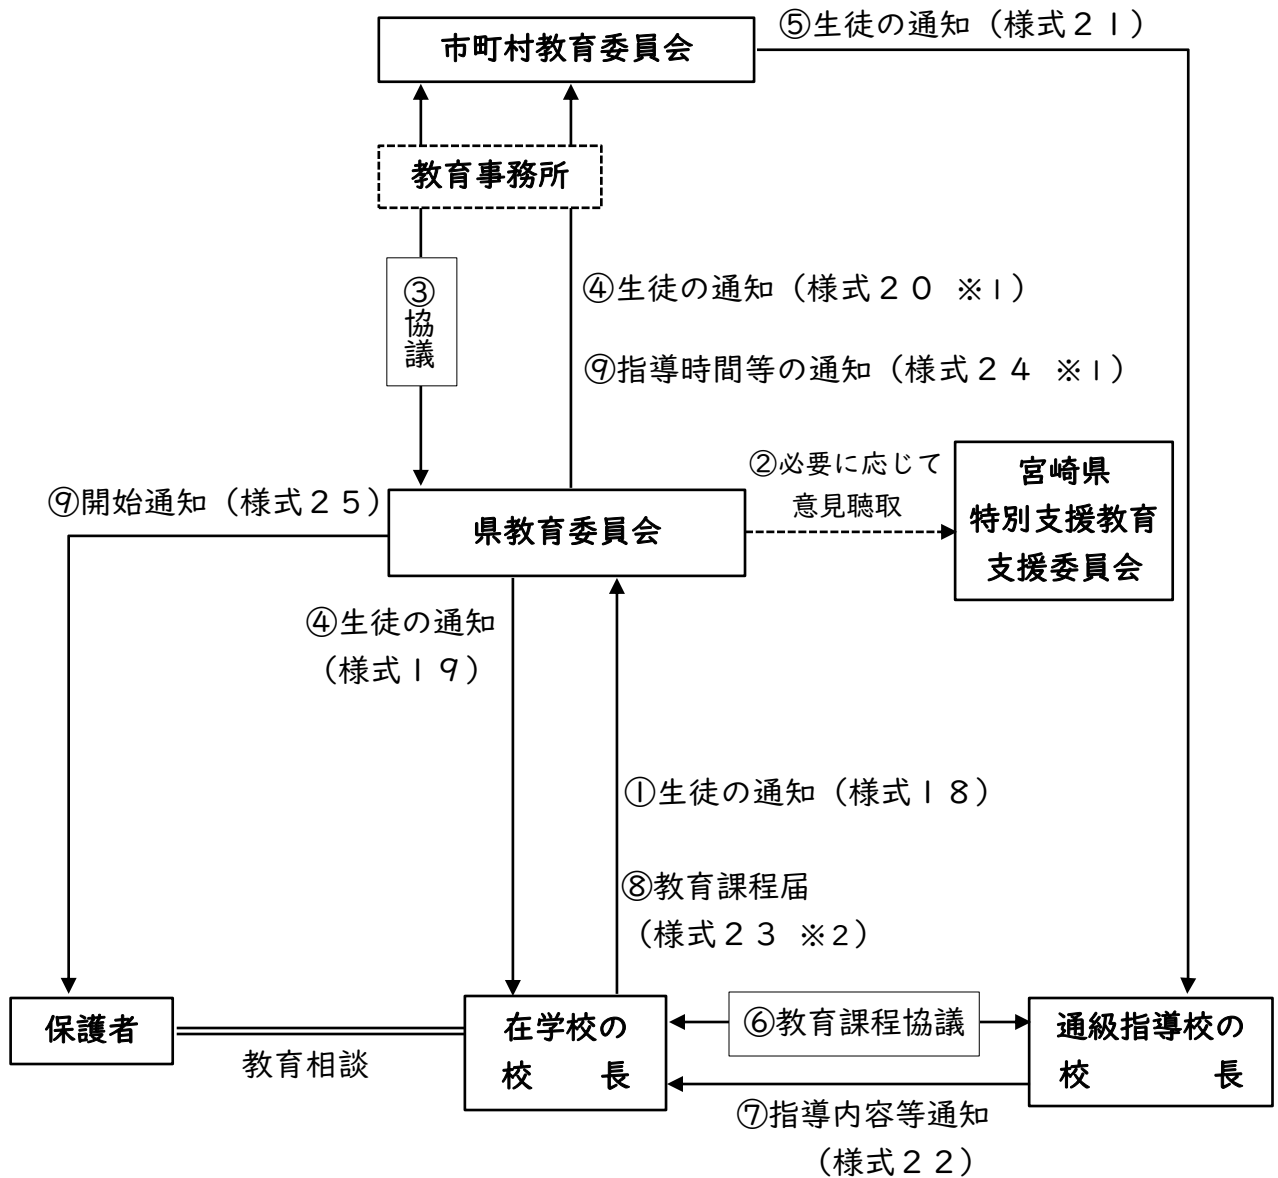 ⑤生徒の通知（様式２１）
市町村教育委員会
教育事務所
③
協
議
④生徒の通知（様式２０ ※１）
⑨指導時間等の通知（様式２４ ※１）
②必要に応じて
意見聴取
宮崎県
特別支援教育
支援委員会
⑨開始通知（様式２５）
県教育委員会
④生徒の通知
（様式１９）
①生徒の通知（様式１８）
⑧教育課程届
（様式２３ ※2）
保護者
教育相談
在学校の
校　　長
⑥教育課程協議
通級指導校の
校　　　　長
⑦指導内容等通知
（様式２２）